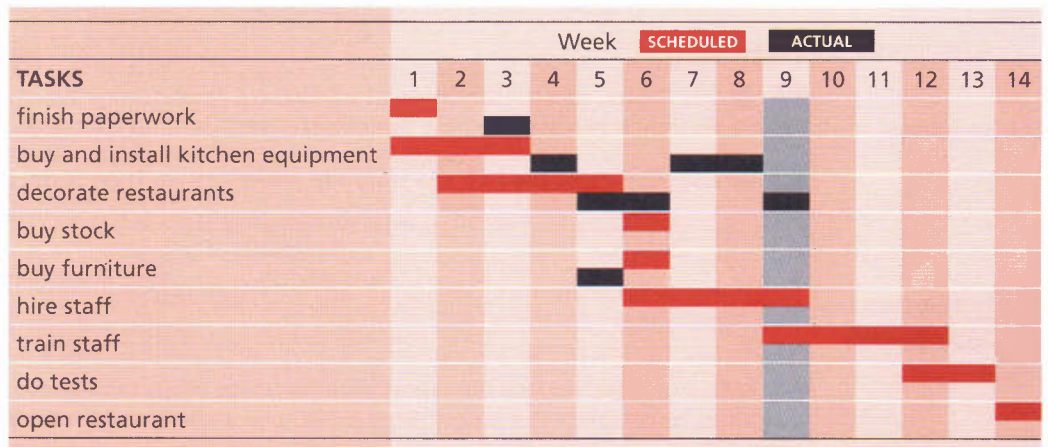 Week SCHEDULED ACTUAL
TASKS 1 2 3 4 5 6 7 8 9 10 11 12 13 14
finish paperwork
buy and install kitchen equipment
decorate restaurants
buy stock
buy furniture
hire staff
train staff
do tests
open restaurant